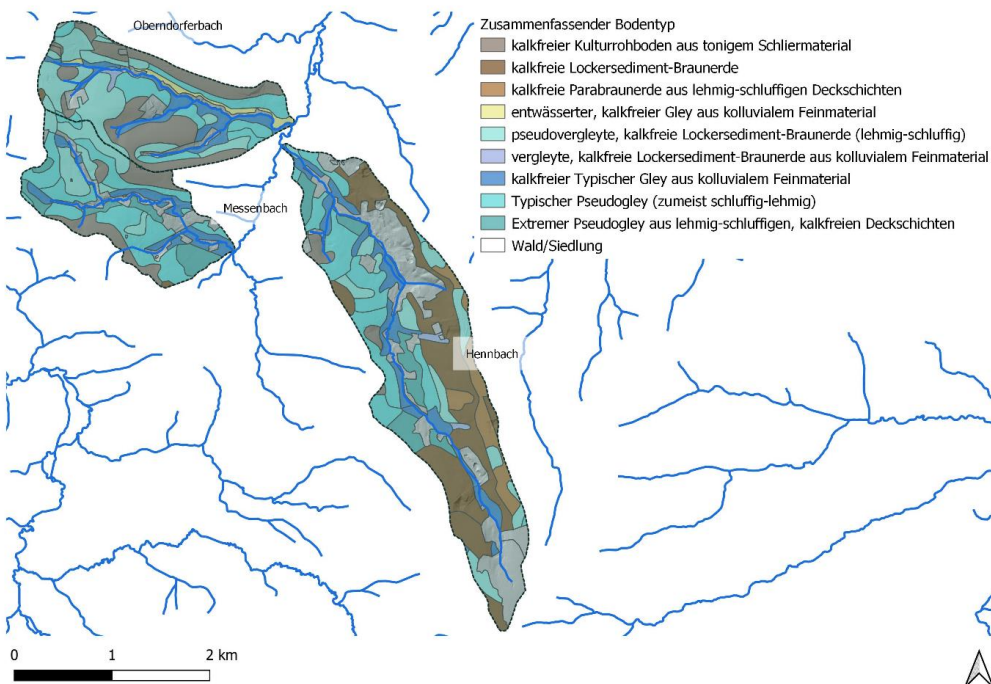 Oberndorferbach
Zusammenfassender Bodentyp
kalkfreier Kulturrohboden aus tonigem Schliermaterial
kalkfreie Lockersediment-Braunerde
kalkfreie Parabraunerde aus lehmig-schluffigen Deckschichten
entwässerter, kalkfreier Gley aus kolluvialem Feinmaterial
pseudovergleyte, kalkfreie Lockersediment-Braunerde (lehmig-schluffig)
vergleyte, kalkfreie Lockersediment-Braunerde aus kolluvialem Feinmaterial
kalkfreier Typischer Gley aus kolluvialem Feinmaterial
Typischer Pseudogley (zumeist schluffig-lehmig)
Extremer Pseudogley aus lehmig-schluffigen, kalkfreien Deckschichten
Wald/Siedlung
Messenbach
Hennbach
0 1 2 km